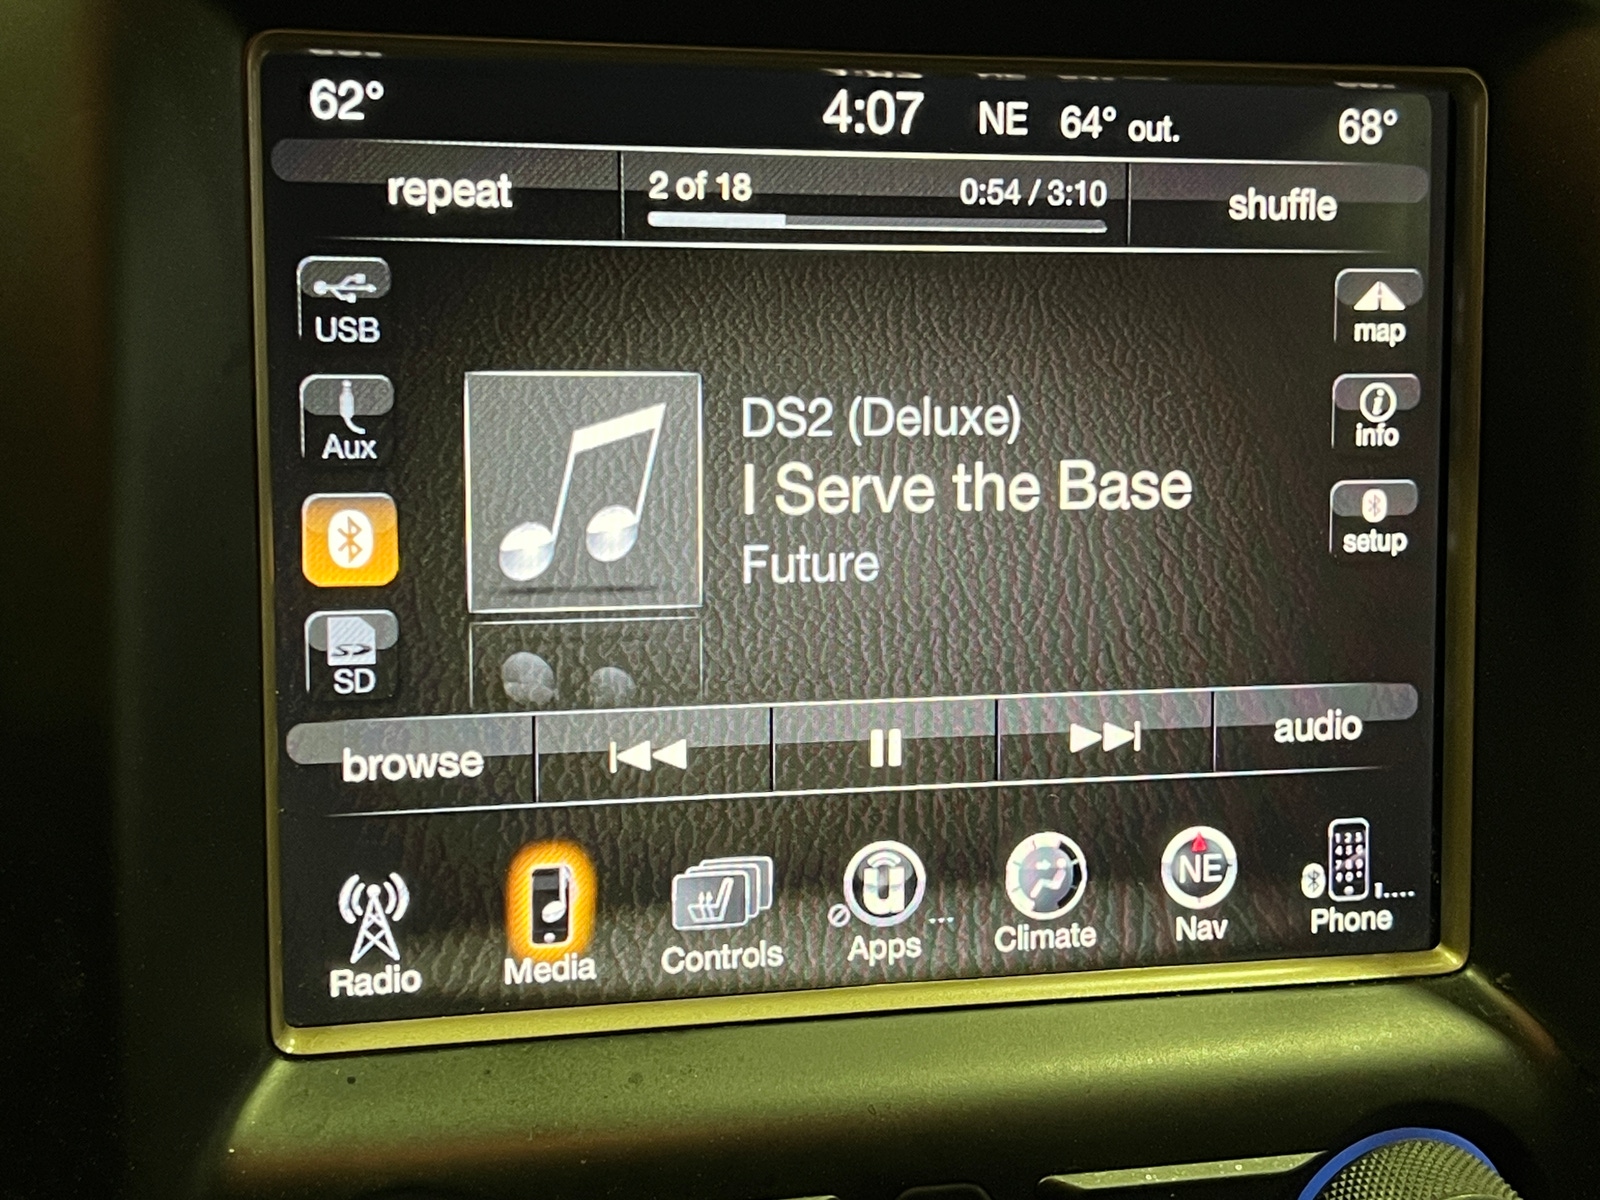 62° 4:07 NE 64° out. 68°
repeat 2 of 18 0:54 / 3:10 shuffle
USB
Aux
SD
DS2 (Deluxe)
I Serve the Base
Future
map
info
setup
browse audio
Radio Media Controls Apps Climate NE Nav Phone